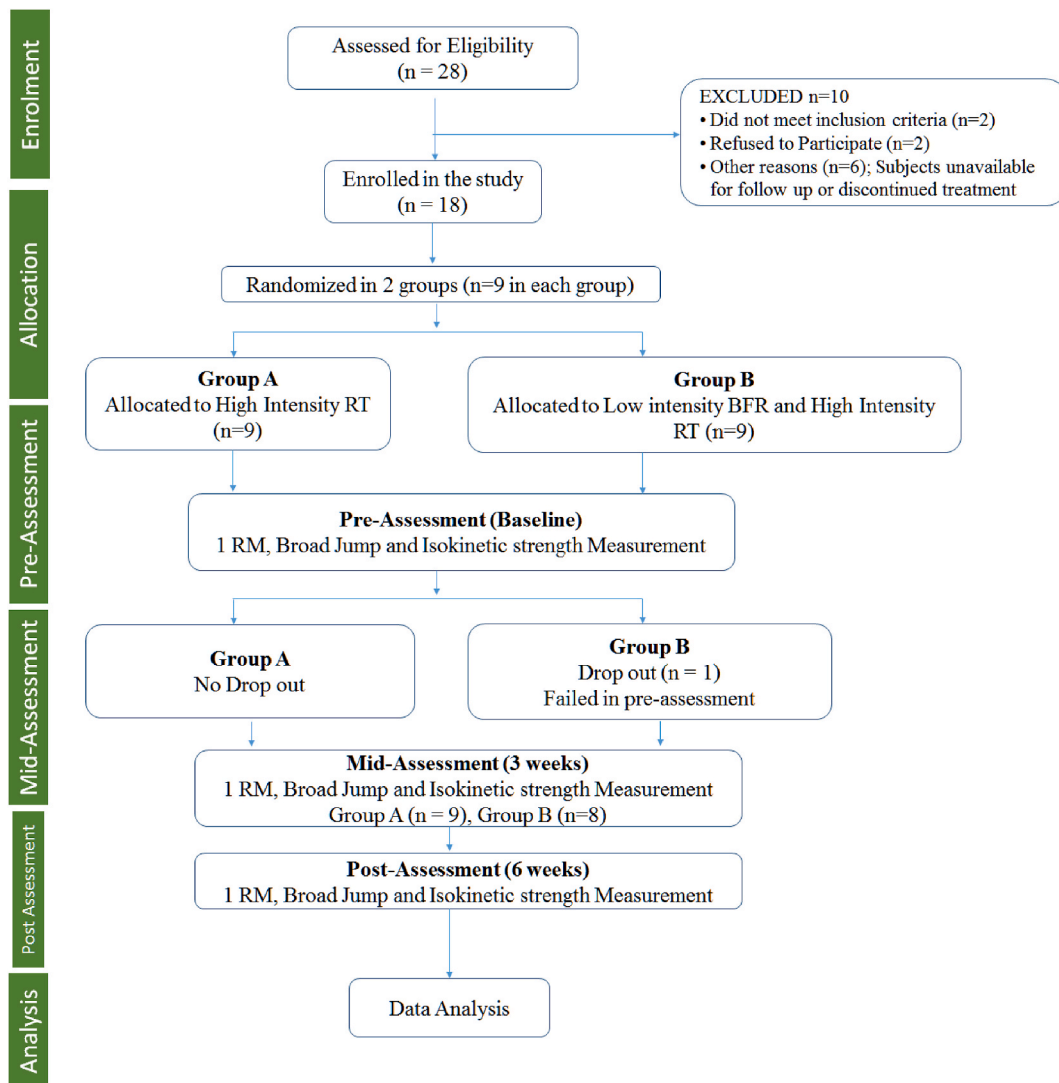 Enrolment
Assessed for Eligibility
(n = 28)
EXCLUDED n=10
• Did not meet inclusion criteria (n=2)
• Refused to Participate (n=2)
• Other reasons (n=6); Subjects unavailable
for follow up or discontinued treatment
Enrolled in the study
(n = 18)
Allocation
Randomized in 2 groups (n=9 in each group)
Group A
Allocated to High Intensity RT
(n=9)
Group B
Allocated to Low intensity BFR and High Intensity
RT (n=9)
Pre-Assessment
Pre-Assessment (Baseline)
1 RM, Broad Jump and Isokinetic strength Measurement
Mid-Assessment
Group A
No Drop out
Group B
Drop out (n = 1)
Failed in pre-assessment
Mid-Assessment (3 weeks)
1 RM, Broad Jump and Isokinetic strength Measurement
Group A (n = 9), Group B (n=8)
Post Assessment
Post-Assessment (6 weeks)
1 RM, Broad Jump and Isokinetic strength Measurement
Analysis
Data Analysis